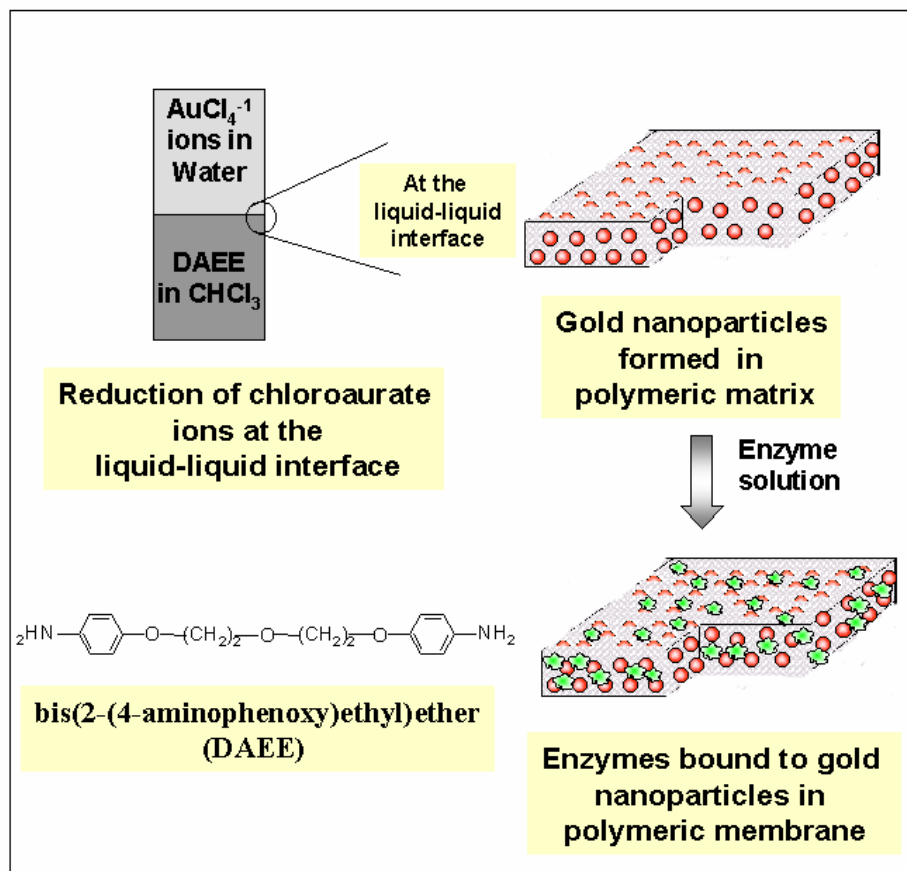 AuCl₄⁻¹
ions in
Water
DAEE
in CHCl₃
At the
liquid-liquid
interface
Reduction of chloroaurate
ions at the
liquid-liquid interface
Gold nanoparticles
formed in
polymeric matrix
Enzyme
solution
₂HN O–(CH₂)₂–O–(CH₂)₂–O NH₂
bis(2-(4-aminophenoxy)ethyl)ether
(DAEE)
Enzymes bound to gold
nanoparticles in
polymeric membrane